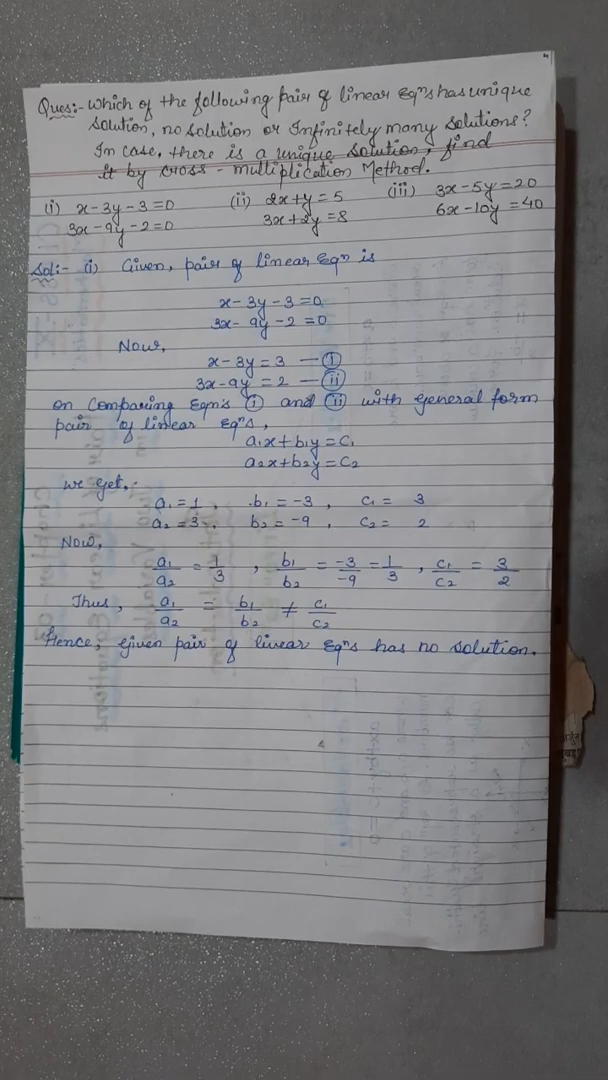 Ques:- Which of the following pair of linear Eqⁿs has unique
Solution, no Solution or Infinitely many Solutions?
In case, there is a unique Solution, find
it by cross - multiplication Method.
(i) x-3y-3=0 (ii) 2x+y=5 (iii) 3x-5y=20
3x-9y-2=0 3x+2y=8 6x-10y=40
Sol:- (i) Given, pair of linear Eqⁿ is
x-3y-3=0
3x-9y-2=0
Now,
x-3y=3 — (i)
3x-9y=2 — (ii)
on Comparing Eqⁿs (i) and (ii) with general form
pair of linear Eqⁿs,
a₁x+b₁y=c₁
a₂x+b₂y=c₂
we get,
a₁=1, b₁=-3, c₁= 3
a₂=3, b₂=-9, c₂= 2
Now,
a₁/a₂ = 1/3, b₁/b₂ = -3/-9 = 1/3, c₁/c₂ = 3/2
Thus, a₁/a₂ = b₁/b₂ ≠ c₁/c₂
Hence, Given pair of linear Eqⁿs has no solution.